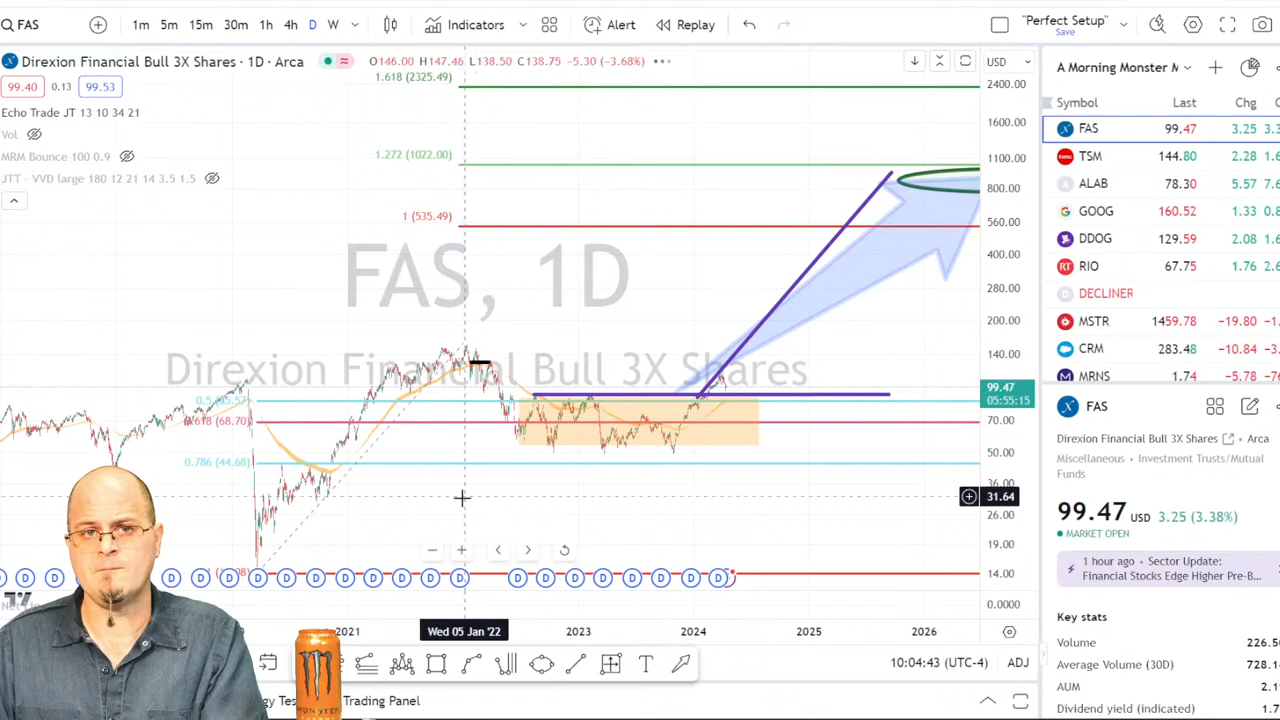 FAS
1m 5m 15m 30m 1h 4h D W
Indicators
Alert
Replay
"Perfect Setup"
Save
Direxion Financial Bull 3X Shares · 1D · Arca
O146.00 H147.46 L138.50 C138.75 −5.30 (−3.68%)
USD
99.40 0.13 99.53
Echo Trade JT 13 10 34 21
Vol
MRM Bounce 100 0.9
JTT - VVD large 180 12 21 14 3.5 1.5
1.618 (2325.49)
1.272 (1022.00)
1 (535.49)
FAS, 1D
Direxion Financial Bull 3X Shares
0.786 (44.68)
2400.00
1600.00
1100.00
800.00
560.00
400.00
280.00
200.00
140.00
99.47
05:55:15
70.00
50.00
31.64
26.00
19.00
14.00
0.0000
D D D D D D D D D D D D D D D D D D D
2021
Wed 05 Jan '22
2023
2024
2025
2026
10:04:43 (UTC-4)
ADJ
Trading Panel
MONSTER
A Morning Monster
Symbol Last Chg
FAS 99.47 3.25
TSM 144.80 2.28
ALAB 78.30 5.57
GOOG 160.52 1.33
DDOG 129.59 2.08
RIO 67.75 1.76
DECLINER
MSTR 1459.78 −19.80
CRM 283.48 −10.84
MRNS 1.74
FAS
Direxion Financial Bull 3X Shares · Arca
Miscellaneous · Investment Trusts/Mutual
Funds
99.47 USD 3.25 (3.38%)
MARKET OPEN
1 hour ago · Sector Update:
Financial Stocks Edge Higher Pre-B...
Key stats
Volume
Average Volume (30D)
AUM
Dividend yield (indicated)